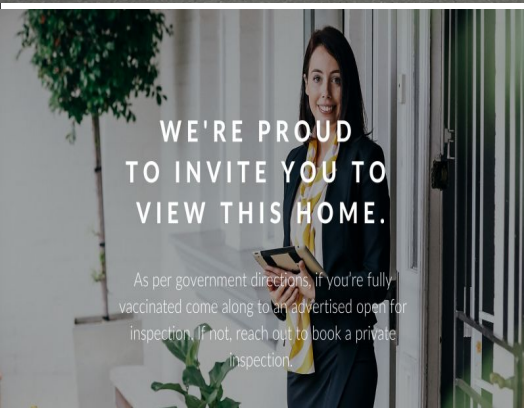 WE'RE PROUD
TO INVITE YOU TO
VIEW THIS HOME.
As per government directions, if you're fully
vaccinated come along to an advertised open for
inspection. If not, reach out to book a private
inspection.